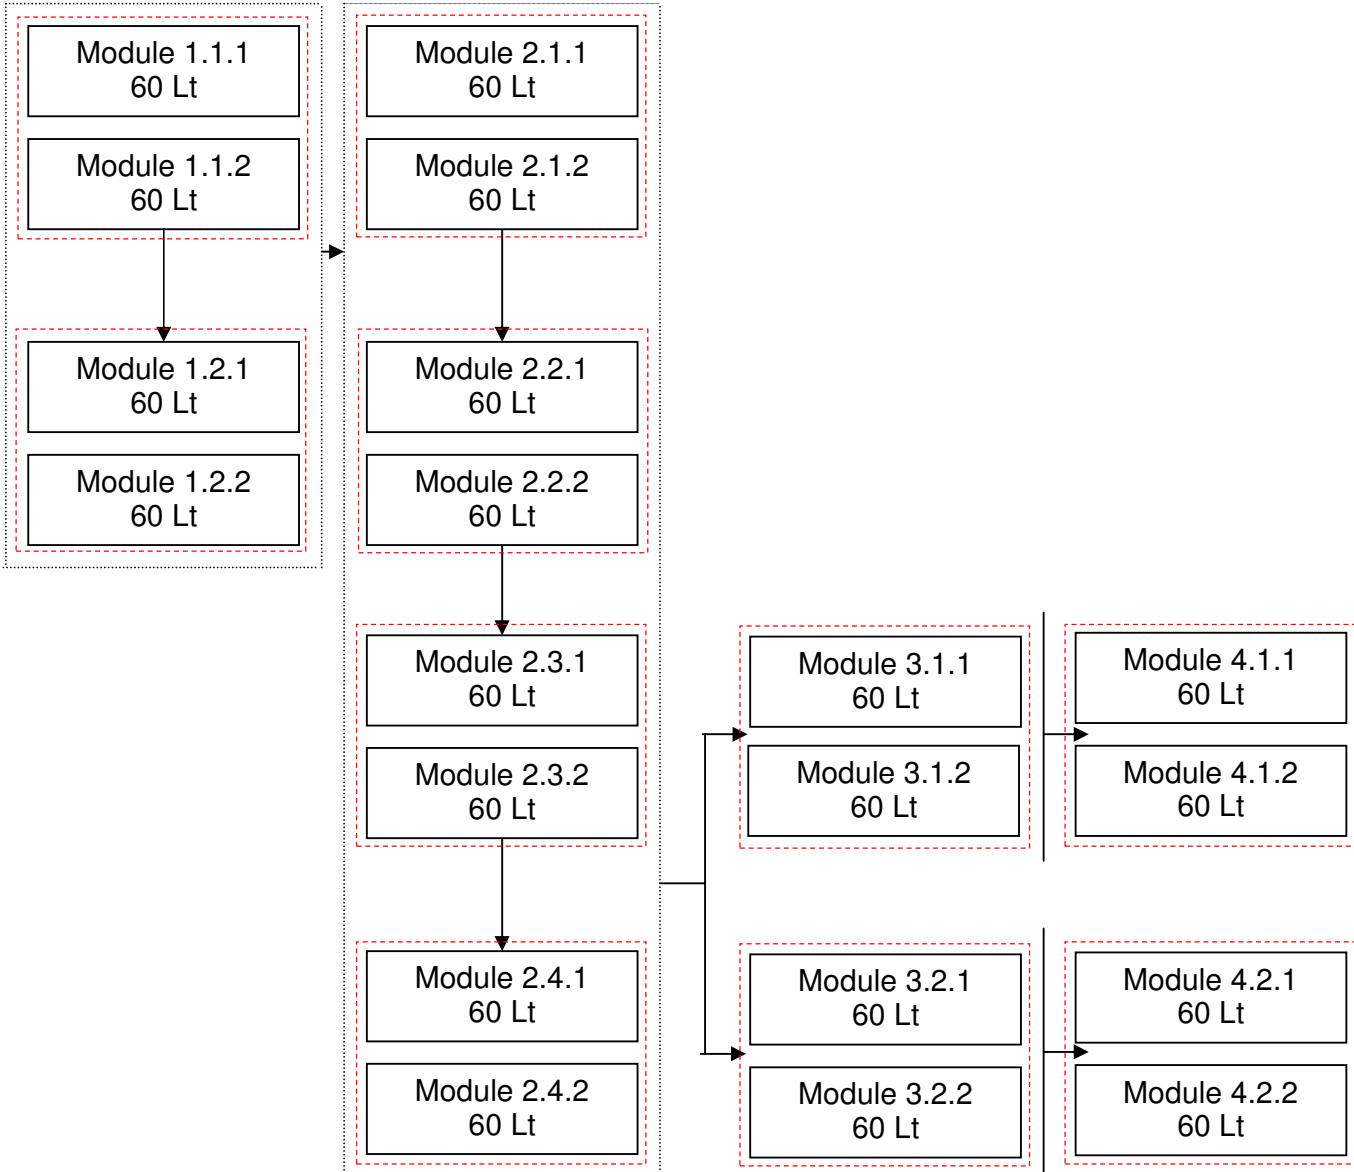 Module 1.1.1
60 Lt
Module 1.1.2
60 Lt
Module 1.2.1
60 Lt
Module 1.2.2
60 Lt
Module 2.1.1
60 Lt
Module 2.1.2
60 Lt
Module 2.2.1
60 Lt
Module 2.2.2
60 Lt
Module 2.3.1
60 Lt
Module 2.3.2
60 Lt
Module 2.4.1
60 Lt
Module 2.4.2
60 Lt
Module 3.1.1
60 Lt
Module 3.1.2
60 Lt
Module 3.2.1
60 Lt
Module 3.2.2
60 Lt
Module 4.1.1
60 Lt
Module 4.1.2
60 Lt
Module 4.2.1
60 Lt
Module 4.2.2
60 Lt